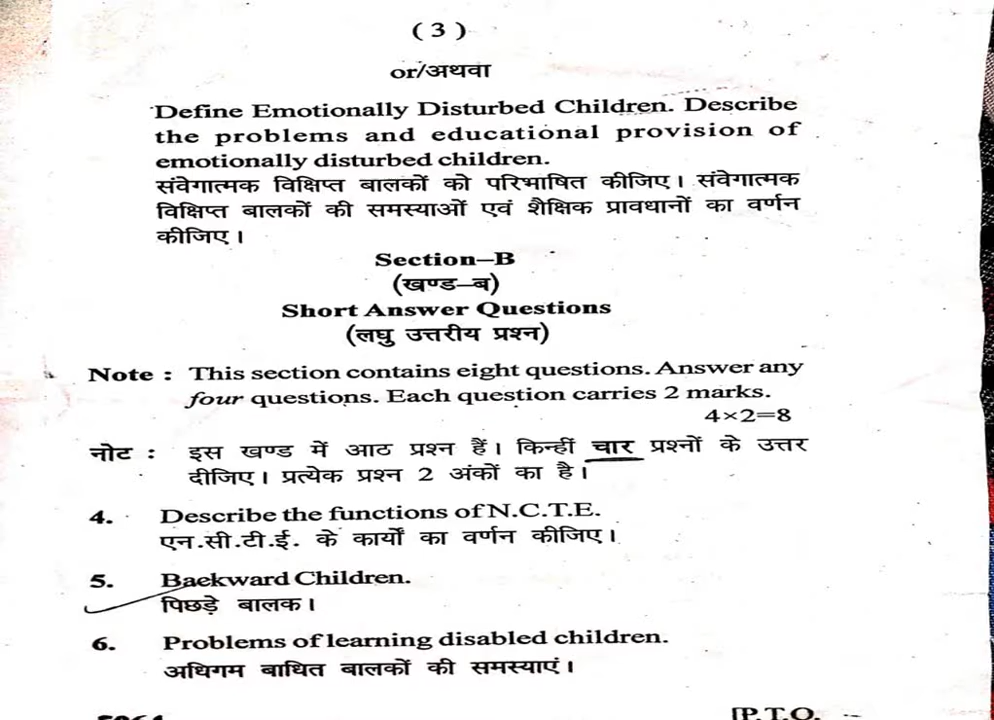 ( 3 )
or/अथवा
Define Emotionally Disturbed Children. Describe
the problems and educational provision of
emotionally disturbed children.
संवेगात्मक विक्षिप्त बालकों को परिभाषित कीजिए। संवेगात्मक
विक्षिप्त बालकों की समस्याओं एवं शैक्षिक प्रावधानों का वर्णन
कीजिए।
Section–B
(खण्ड–ब)
Short Answer Questions
(लघु उत्तरीय प्रश्न)
Note : This section contains eight questions. Answer any
four questions. Each question carries 2 marks.
4×2=8
नोट : इस खण्ड में आठ प्रश्न हैं। किन्हीं चार प्रश्नों के उत्तर
दीजिए। प्रत्येक प्रश्न 2 अंकों का है।
4. Describe the functions of N.C.T.E.
एन.सी.टी.ई. के कार्यों का वर्णन कीजिए।
5. Baekward Children.
पिछड़े बालक।
6. Problems of learning disabled children.
अधिगम बाधित बालकों की समस्याएं।
[P.T.O.